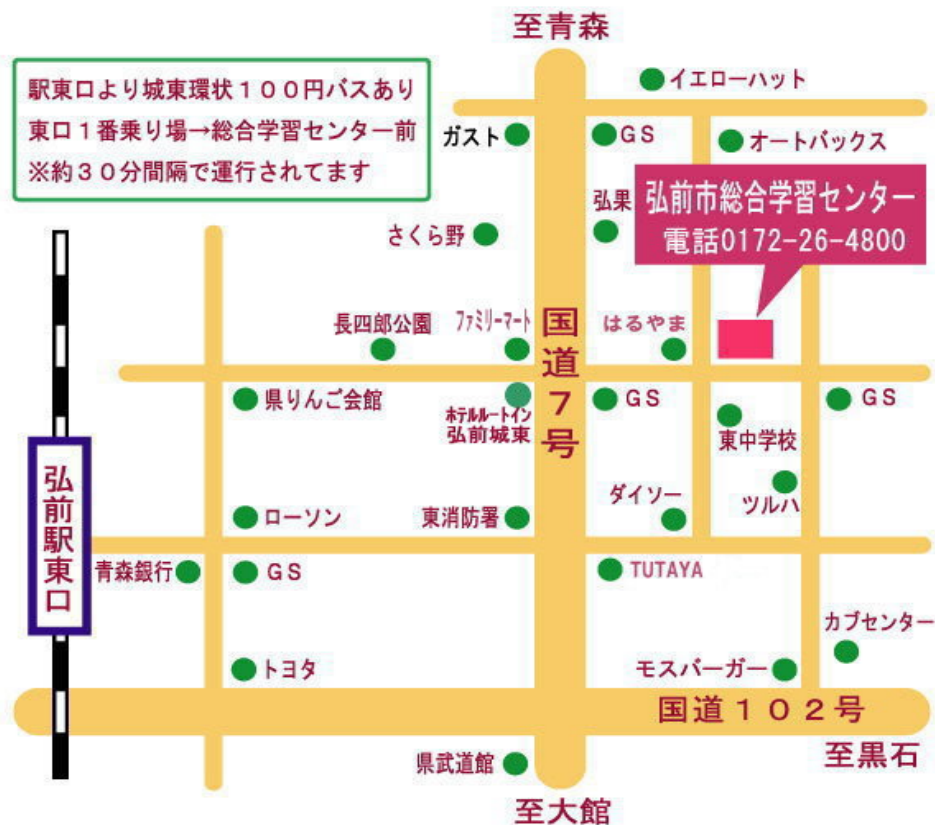 至青森
駅東口より城東環状１００円バスあり
東口１番乗り場→総合学習センター前
※約３０分間隔で運行されてます
イエローハット
ガスト
ＧＳ
オートバックス
弘前市総合学習センター
電話0172-26-4800
弘果
さくら野
長四郎公園
ファミリーマート
国道７号
はるやま
県りんご会館
ホテルルートイン
弘前城東
ＧＳ
東中学校
ＧＳ
弘前駅東口
ローソン
東消防署
ダイソー
ツルハ
青森銀行
ＧＳ
TUTAYA
カブセンター
トヨタ
モスバーガー
国道１０２号
至黒石
県武道館
至大館